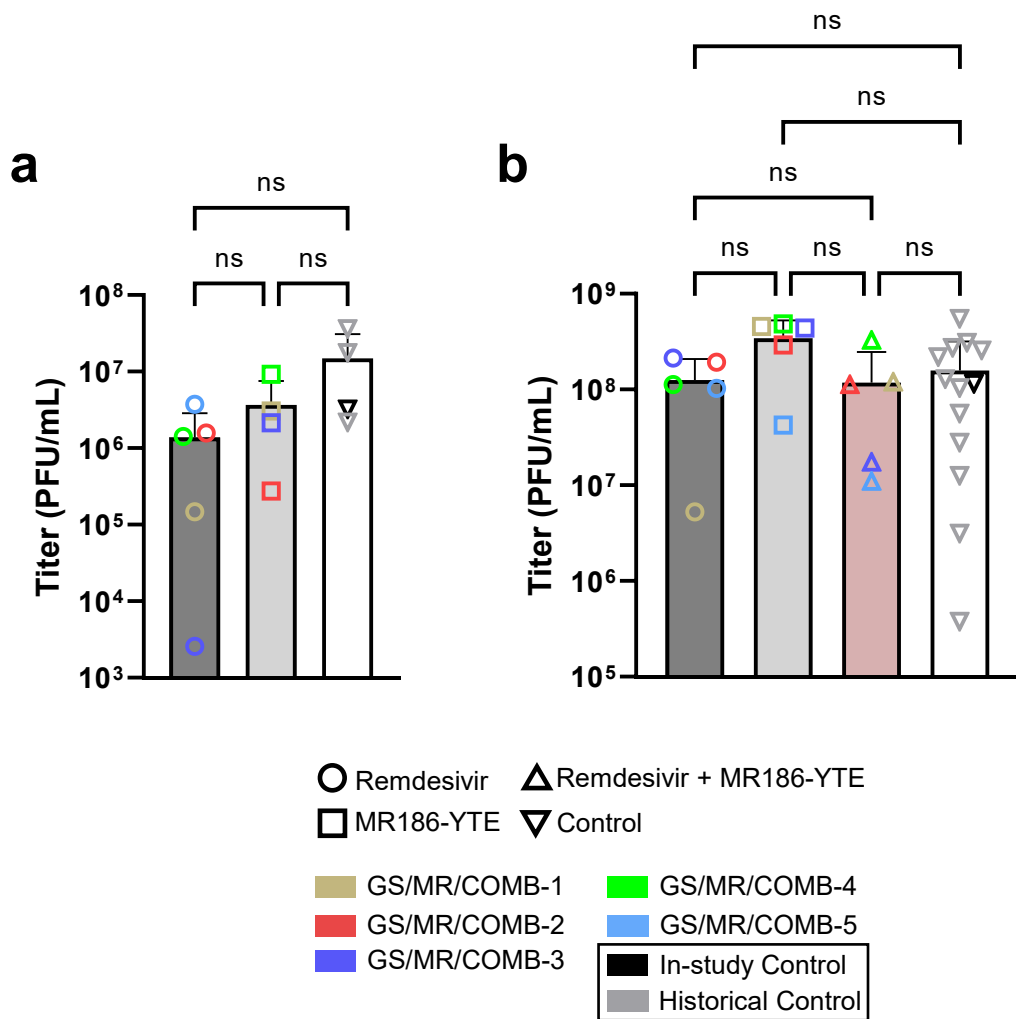 ns
ns
a
b
ns
ns
ns
ns
ns
ns
ns
Titer (PFU/mL)
10⁸
10⁷
10⁶
10⁵
10⁴
10³
Titer (PFU/mL)
10⁹
10⁸
10⁷
10⁶
10⁵
Remdesivir
Remdesivir + MR186-YTE
MR186-YTE
Control
GS/MR/COMB-1
GS/MR/COMB-4
GS/MR/COMB-2
GS/MR/COMB-5
GS/MR/COMB-3
In-study Control
Historical Control